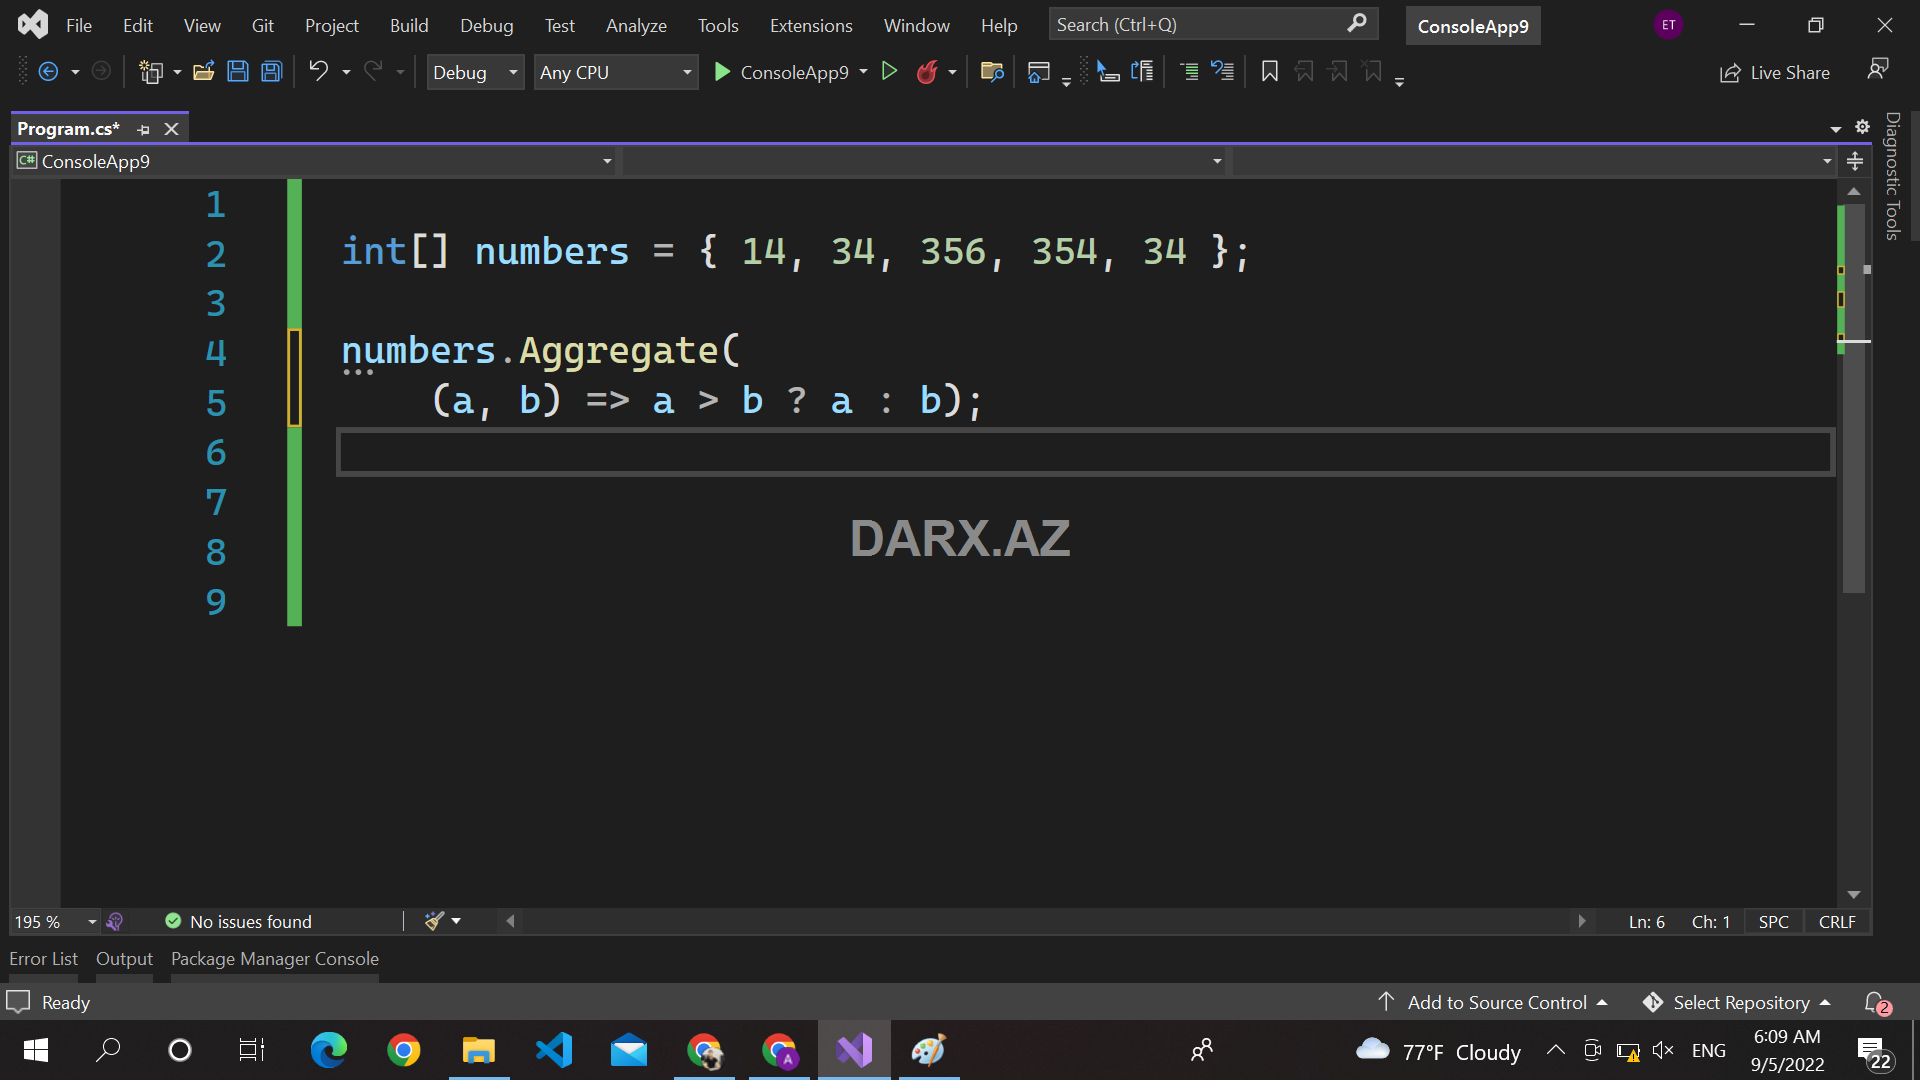 File Edit View Git Project Build Debug Test Analyze Tools Extensions Window Help Search (Ctrl+Q) ConsoleApp9 ET
Debug Any CPU ConsoleApp9 Live Share
Program.cs*
Diagnostic Tools
C# ConsoleApp9
1
2 int[] numbers = { 14, 34, 356, 354, 34 };
3
4 numbers.Aggregate(
5 (a, b) => a > b ? a : b);
6
7
DARX.AZ
8
9
195 % No issues found Ln: 6 Ch: 1 SPC CRLF
Error List Output Package Manager Console
Ready Add to Source Control Select Repository 2
A 77°F Cloudy ENG 6:09 AM
9/5/2022 22